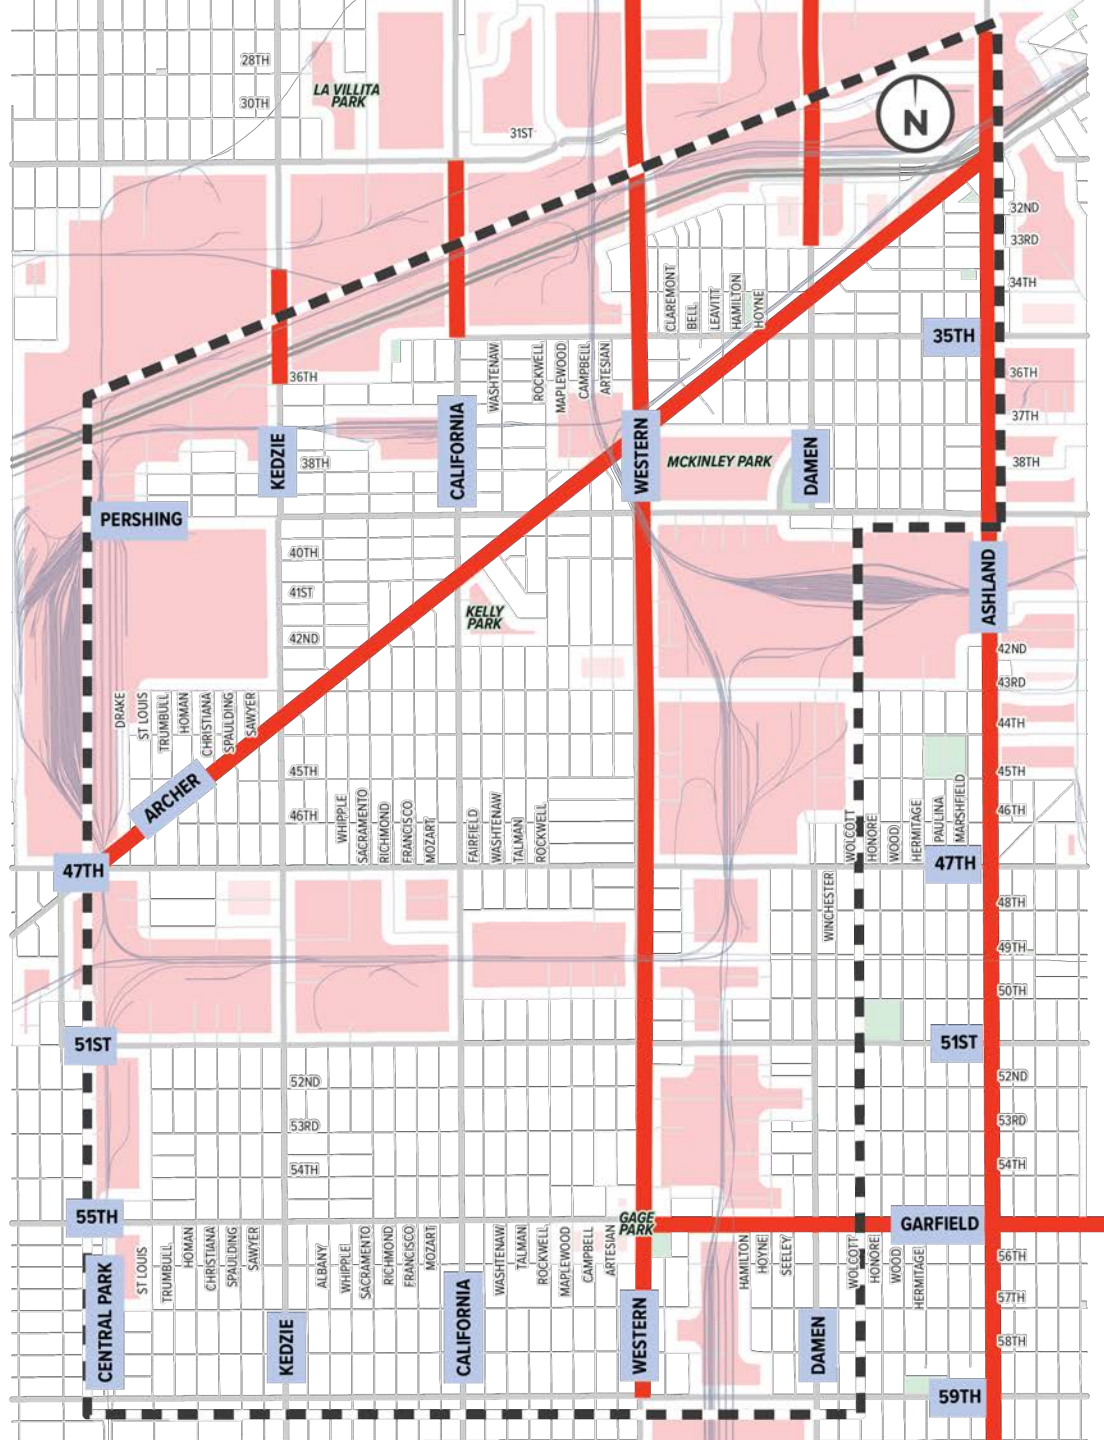 28TH
LA VILLITA
PARK
30TH
31ST
N
32ND
33RD
34TH
CLAREMONT
BELL
LEAVITT
HAMILTON
HOYNE
35TH
WASHTENAW
ROCKWELL
MAPLEWOOD
CAMPBELL
ARTESIAN
36TH
36TH
37TH
KEDZIE
CALIFORNIA
WESTERN
MCKINLEY PARK
DAMEN
38TH
38TH
PERSHING
40TH
41ST
KELLY
PARK
42ND
ASHLAND
42ND
43RD
44TH
DRAKE
ST LOUIS
TRUMBULL
HOMAN
CHRISTIANA
SPAULDING
SAWYER
45TH
45TH
ARCHER
46TH
46TH
WHIPPLE
SACRAMENTO
RICHMOND
FRANCISCO
MOZART
FAIRFIELD
WASHTENAW
TALMAN
ROCKWELL
WOLCOTT
HONORE
WOOD
HERMITAGE
PAULINA
MARSHFIELD
47TH
47TH
WINCHESTER
48TH
49TH
50TH
51ST
51ST
52ND
52ND
53RD
53RD
54TH
54TH
55TH
GAGE
PARK
GARFIELD
ST LOUIS
TRUMBULL
HOMAN
CHRISTIANA
SPAULDING
SAWYER
ALBANY
WHIPPLE
SACRAMENTO
RICHMOND
FRANCISCO
MOZART
WASHTENAW
TALMAN
ROCKWELL
MAPLEWOOD
CAMPBELL
ARTESIAN
HAMILTON
HOYNE
SEELEY
WOLCOTT
HONORE
WOOD
HERMITAGE
56TH
57TH
58TH
CENTRAL PARK
KEDZIE
CALIFORNIA
WESTERN
DAMEN
59TH